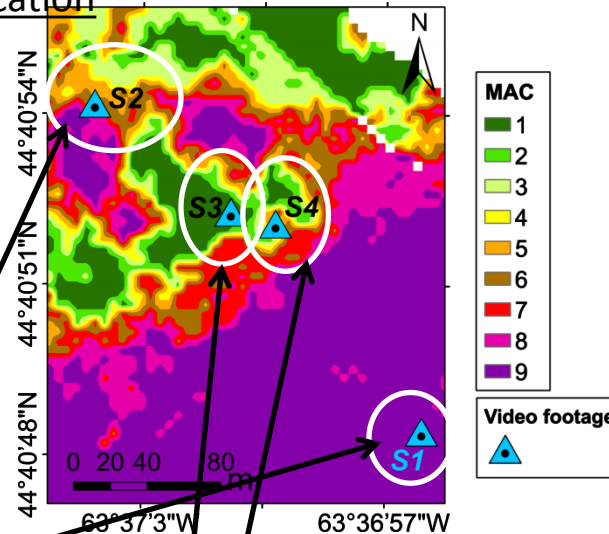 cation
N
S2
S3
S4
S1
44°40'54"N
44°40'51"N
44°40'48"N
0 20 40 80
m
63°37'3"W
63°36'57"W
MAC
1
2
3
4
5
6
7
8
9
Video footage